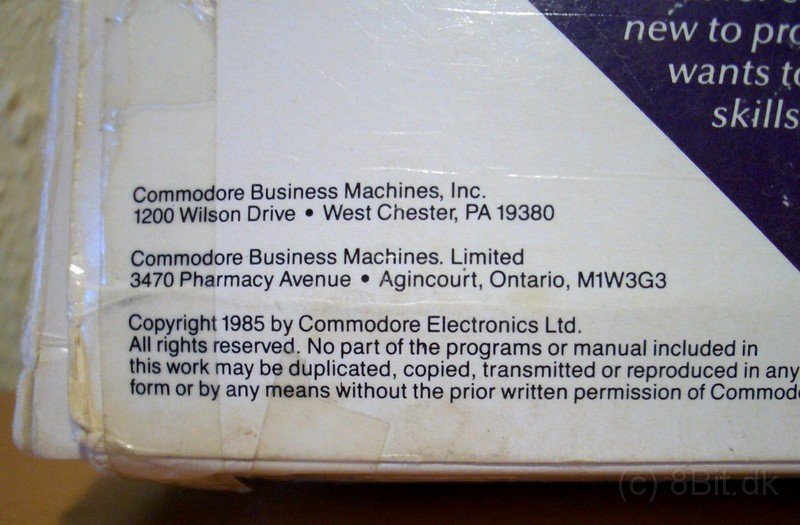 new to pro
wants to
skills
Commodore Business Machines, Inc.
1200 Wilson Drive • West Chester, PA 19380
Commodore Business Machines. Limited
3470 Pharmacy Avenue • Agincourt, Ontario, M1W3G3
Copyright 1985 by Commodore Electronics Ltd.
All rights reserved. No part of the programs or manual included in
this work may be duplicated, copied, transmitted or reproduced in any
form or by any means without the prior written permission of Commod
(c) 8Bit.dk